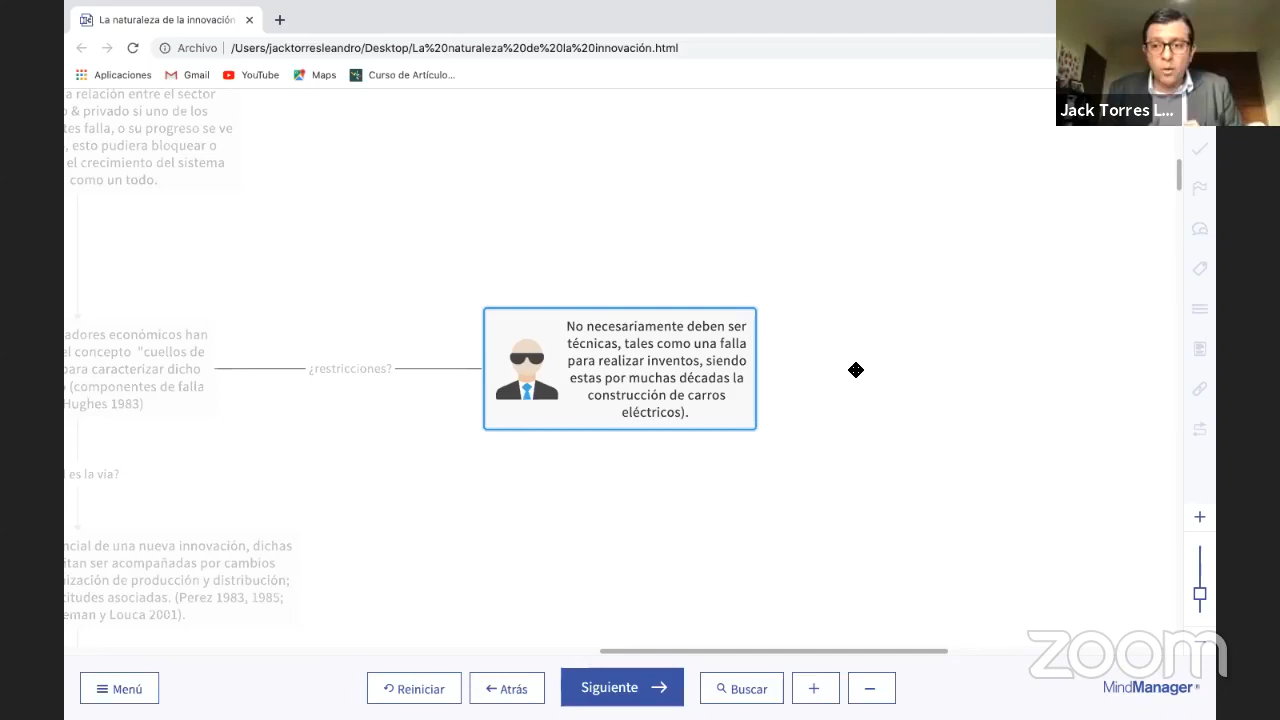 La naturaleza de la innovación
Archivo
/Users/jacktorresleandro/Desktop/La%20naturaleza%20de%20la%20innovación.html
Aplicaciones
Gmail
YouTube
Maps
Curso de Artículo...
Jack Torres L...
a relación entre el sector
o & privado si uno de los
tes falla, o su progreso se ve
, esto pudiera bloquear o
el crecimiento del sistema
como un todo.
adores económicos han
el concepto "cuellos de
para caracterizar dicho
o (componentes de falla
Hughes 1983)
¿restricciones?
No necesariamente deben ser
técnicas, tales como una falla
para realizar inventos, siendo
estas por muchas décadas la
construcción de carros
eléctricos).
l es la vía?
ncial de una nueva innovación, dichas
itan ser acompañadas por cambios
ización de producción y distribución;
titudes asociadas. (Perez 1983, 1985;
eman y Louca 2001).
Menú
Reiniciar
Atrás
Siguiente
Buscar
zoom
MindManager